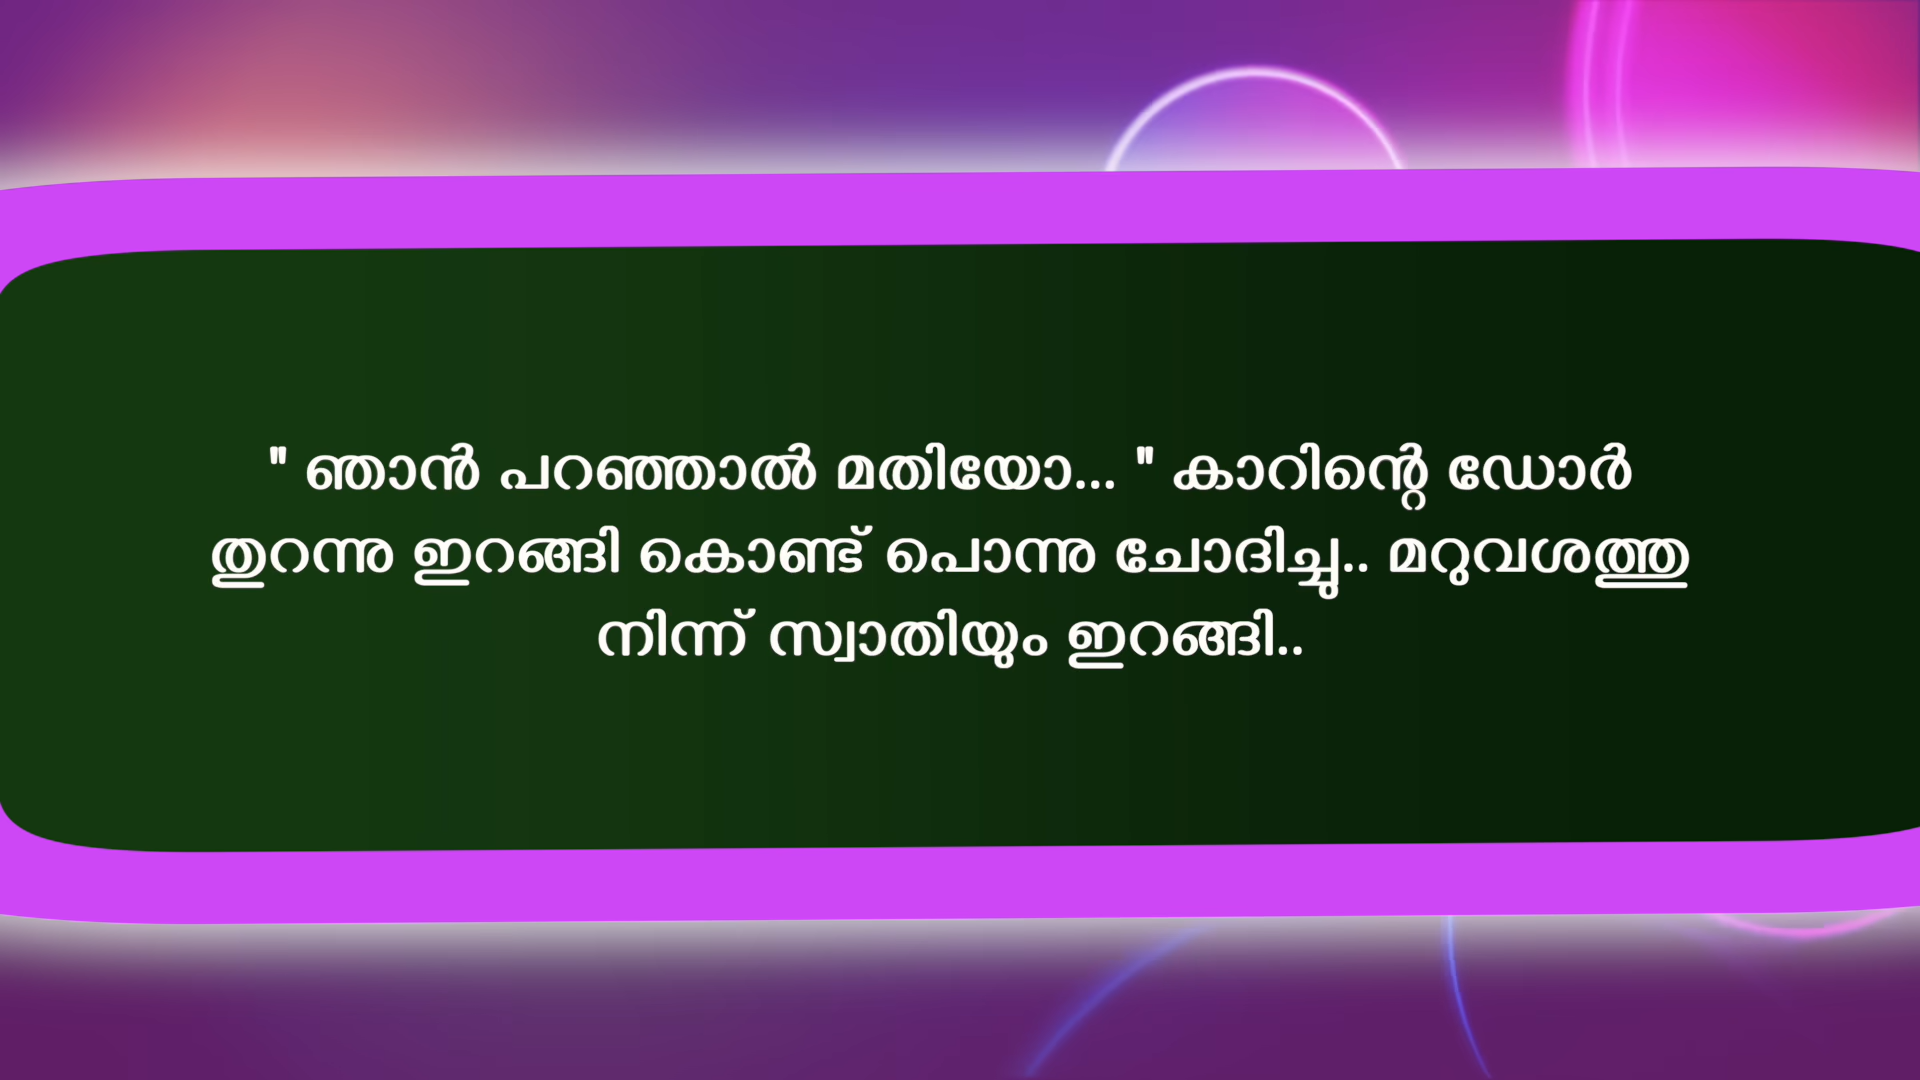 " ഞാൻ പറഞ്ഞാൽ മതിയോ... " കാറിന്റെ ഡോർ
തുറന്നു ഇറങ്ങി കൊണ്ട് പൊന്നു ചോദിച്ചു.. മറുവശത്തു
നിന്ന് സ്വാതിയും ഇറങ്ങി..